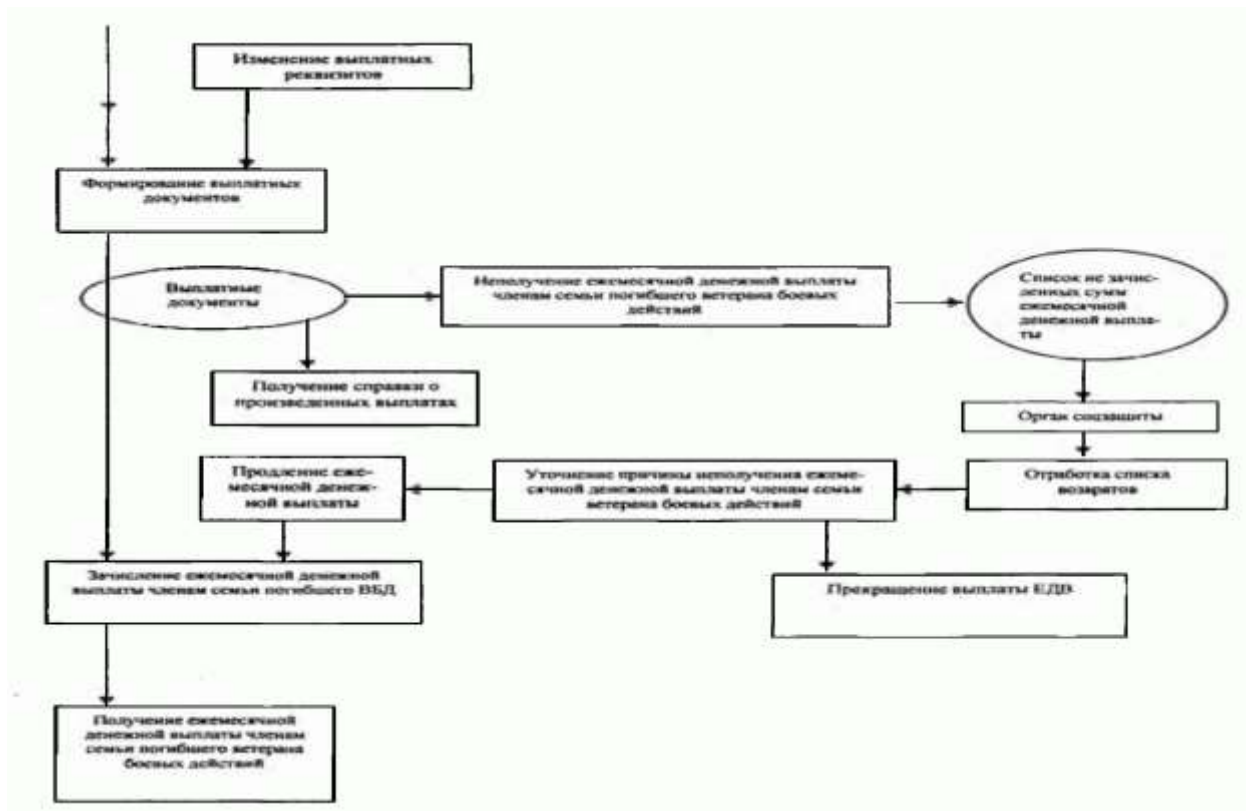 Изменение выплатных
реквизитов
Формирование выплатных
документов
Выплатные
документы
Неполучение ежемесячной денежной выплаты
членам семьи погибшего ветерана боевых
действий
Список не зачис-
ленных сумм
ежемесячной
денежной выпла-
ты
Получение справки о
произведенных выплатах
Орган соцзащиты
Продление еже-
месячной денеж-
ной выплаты
Уточнение причины неполучения ежеме-
сячной денежной выплаты членам семьи
ветерана боевых действий
Отработка списка
возвратов
Зачисление ежемесячной денежной
выплаты членам семьи погибшего ВБД
Прекращение выплаты ЕДВ
Получение ежемесячной
денежной выплаты членам
семьи погибшего ветерана
боевых действий